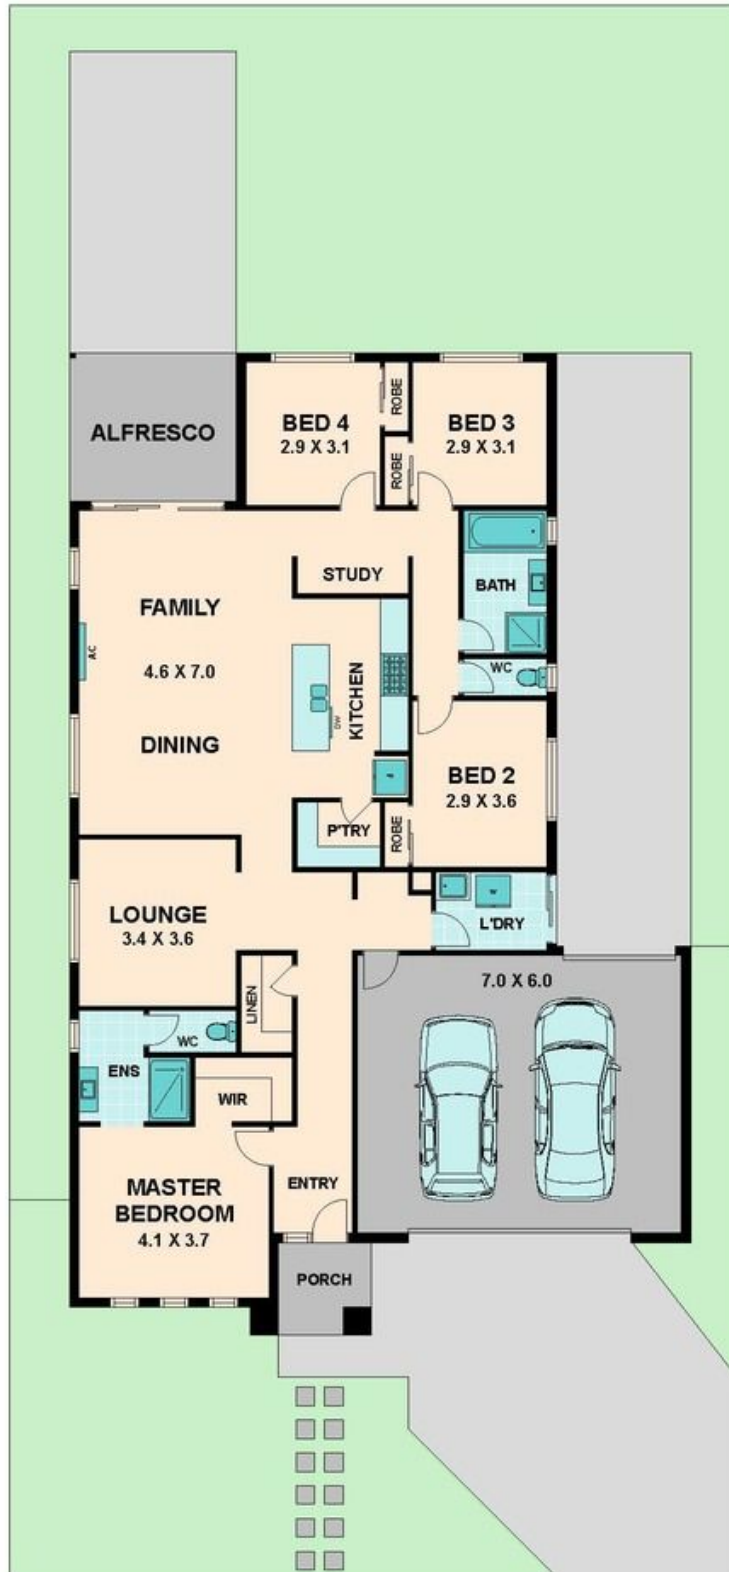 ALFRESCO
BED 4
2.9 X 3.1
ROBE
ROBE
BED 3
2.9 X 3.1
STUDY
BATH
FAMILY
AC
4.6 X 7.0
DINING
KITCHEN
DW
WC
BED 2
2.9 X 3.6
P'TRY
ROBE
LOUNGE
3.4 X 3.6
L'DRY
LINEN
7.0 X 6.0
WC
ENS
WIR
MASTER
BEDROOM
4.1 X 3.7
ENTRY
PORCH